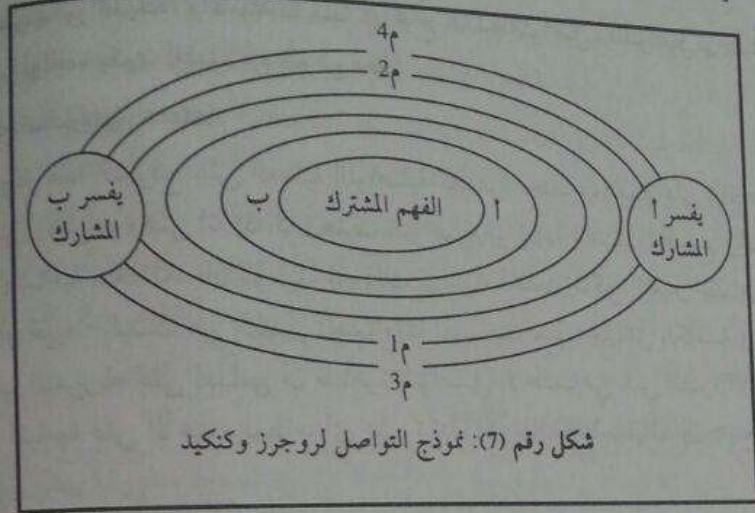 م4
م2
يفسر أ
المشارك
أ
الفهم المشترك
ب
يفسر ب
المشارك
م1
م3
شكل رقم (7): نموذج التواصل لروجرز وكنكيد